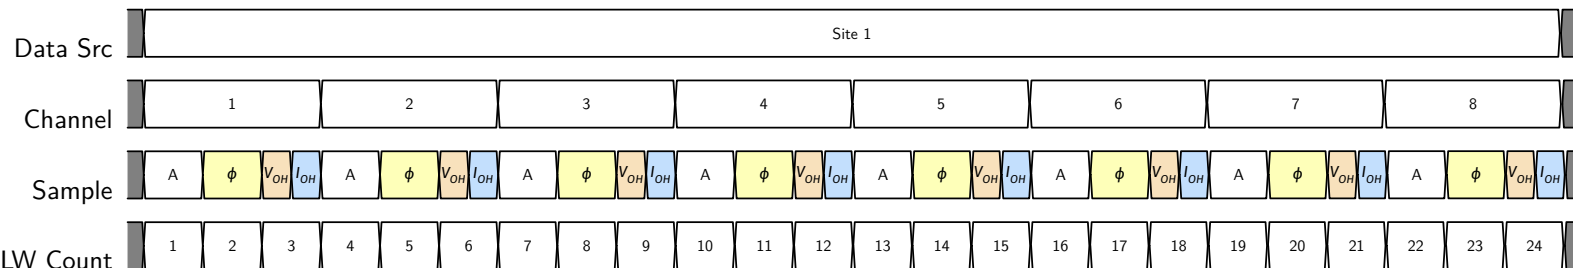 Data Src Site 1
Channel 1 2 3 4 5 6 7 8
Sample A ϕ V_OH I_OH A ϕ V_OH I_OH A ϕ V_OH I_OH A ϕ V_OH I_OH A ϕ V_OH I_OH A ϕ V_OH I_OH A ϕ V_OH I_OH A ϕ V_OH I_OH
LW Count 1 2 3 4 5 6 7 8 9 10 11 12 13 14 15 16 17 18 19 20 21 22 23 24